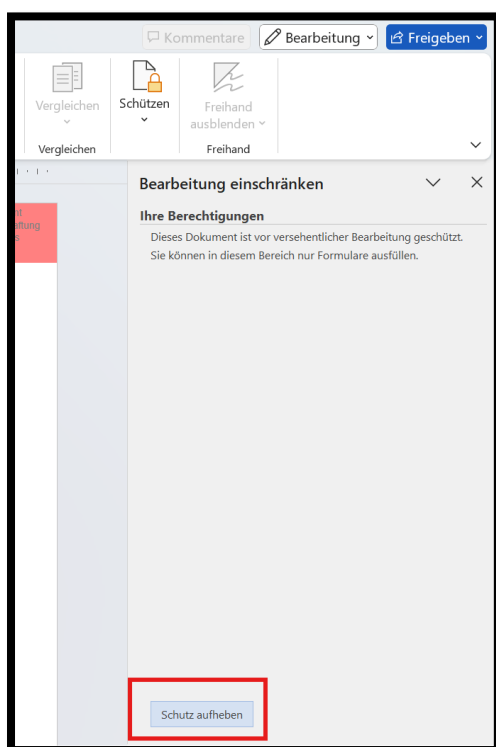 Kommentare
Bearbeitung
Freigeben
Vergleichen
Schützen
Freihand
ausblenden
Vergleichen
Freihand
Bearbeitung einschränken
Ihre Berechtigungen
Dieses Dokument ist vor versehentlicher Bearbeitung geschützt.
Sie können in diesem Bereich nur Formulare ausfüllen.
Schutz aufheben